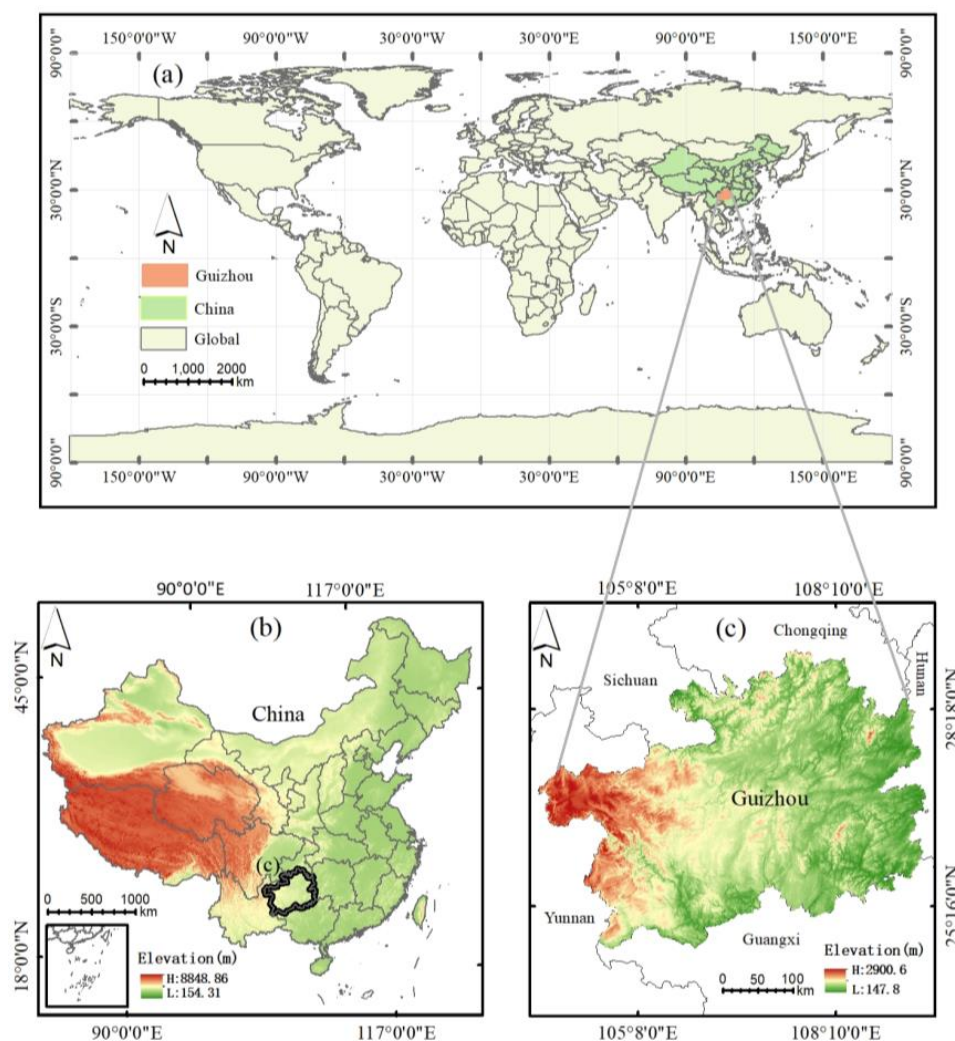 150°0'0"W 90°0'0"W 30°0'0"W 30°0'0"E 90°0'0"E 150°0'0"E
90°0'0"N
90°0'0"N
(a)
30°0'0"N
30°0'0"N
N
Guizhou
China
Global
0 1,000 2000
km
30°0'0"S
30°0'0"S
90°0'0"S
90°0'0"S
150°0'0"W 90°0'0"W 30°0'0"W 30°0'0"E 90°0'0"E 150°0'0"E
90°0'0"E 117°0'0"E
(b)
N
45°0'0"N
China
(c)
0 500 1000
km
18°0'0"N
Elevation(m)
H:8848.86
L:154.31
90°0'0"E 117°0'0"E
105°8'0"E 108°10'0"E
(c)
N
Chongqing
Hunan
Sichuan
28°18'0"N
Guizhou
25°16'0"N
Yunnan
Guangxi
Elevation(m)
H:2900.6
L:147.8
0 50 100
km
105°8'0"E 108°10'0"E